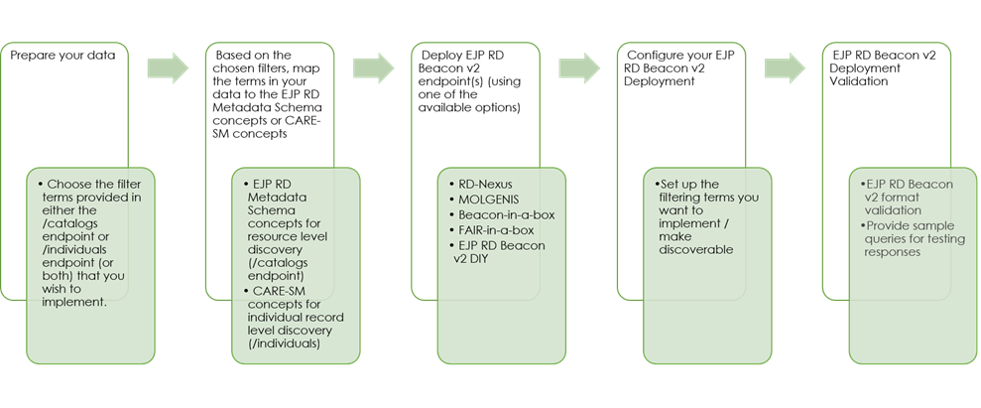 Prepare your data
• Choose the filter
terms provided in
either the
/catalogs
endpoint or
/individuals
endpoint (or
both) that you
wish to
implement.
Based on the
chosen filters, map
the terms in your
data to the EJP RD
Metadata Schema
concepts or CARE-
SM concepts
• EJP RD
Metadata
Schema
concepts for
resource level
discovery
(/catalogs
endpoint)
• CARE-SM
concepts for
individual record
level discovery
(/individuals)
Deploy EJP RD
Beacon v2
endpoint(s) (using
one of the
available options)
• RD-Nexus
• MOLGENIS
• Beacon-in-a-box
• FAIR-in-a-box
• EJP RD Beacon
v2 DIY
Configure your EJP
RD Beacon v2
Deployment
•Set up the
filtering terms you
want to
implement /
make
discoverable
EJP RD Beacon v2
Deployment
Validation
•EJP RD Beacon
v2 format
validation
•Provide sample
queries for testing
responses